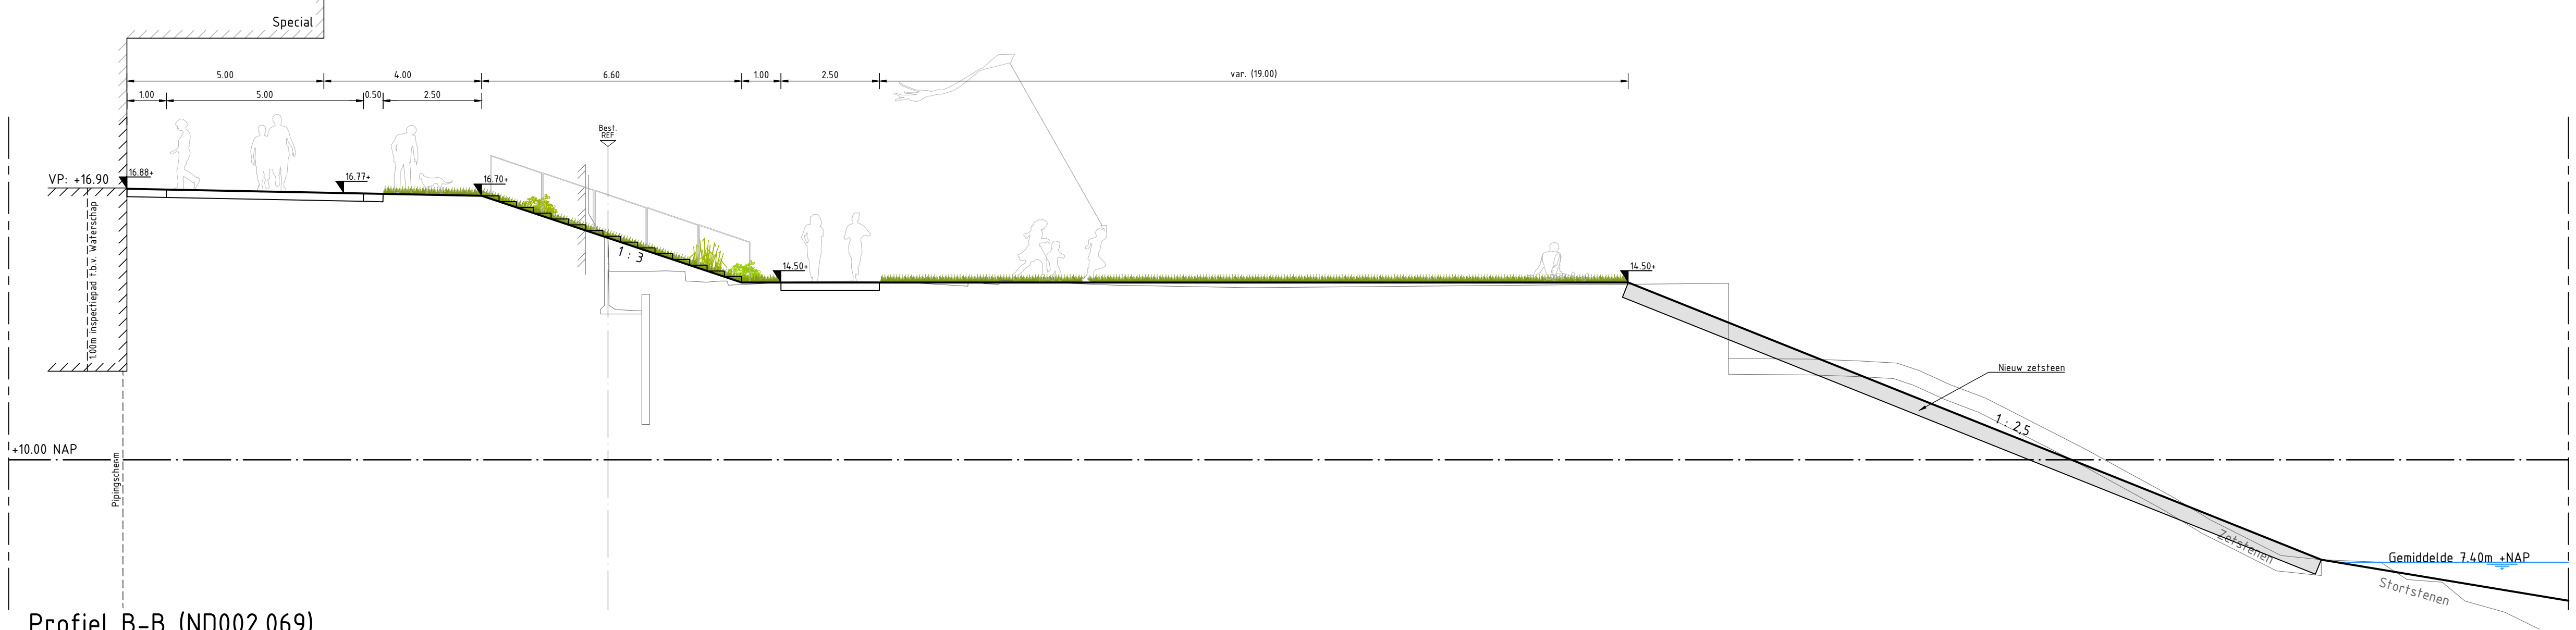 Special
5.00
4.00
6.60
1.00
2.50
var. (19.00)
1.00
5.00
0.50
2.50
Best.
REF
VP: +16.90
16.88+
16.77+
16.70+
1.00m inspectiepad t.b.v. Waterschap
1 : 3
14.50+
14.50+
Nieuw zetsteen
1 : 2,5
+10.00 NAP
Pipingscherm
Zetstenen
Gemiddelde 7.40m +NAP
Stortstenen
Profiel B-B (ND002.069)